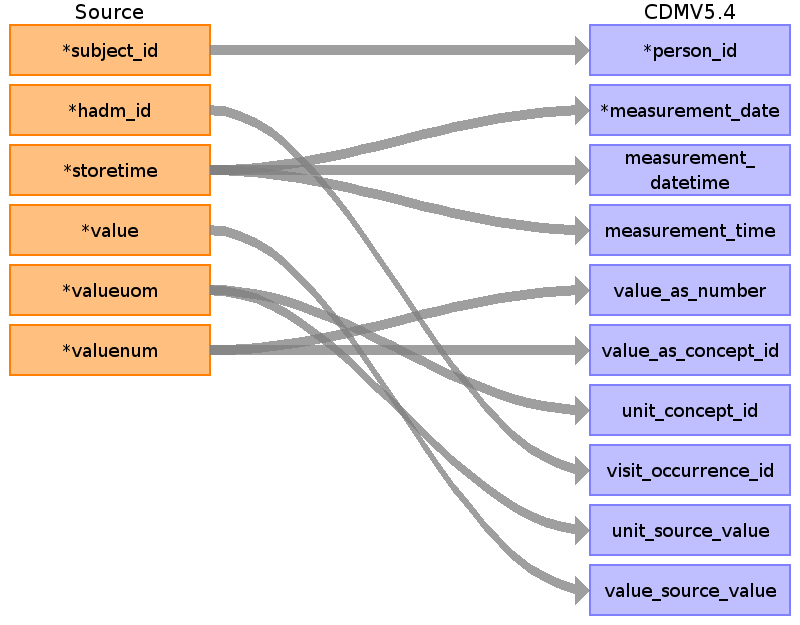 Source
CDMV5.4
*subject_id
*person_id
*hadm_id
*measurement_date
*storetime
measurement_
datetime
*value
measurement_time
*valueuom
value_as_number
*valuenum
value_as_concept_id
unit_concept_id
visit_occurrence_id
unit_source_value
value_source_value